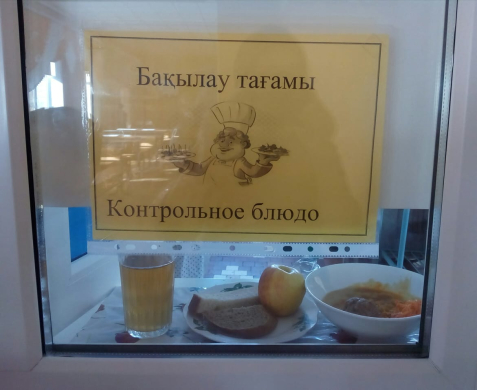 Бақылау тағамы
Контрольное блюдо